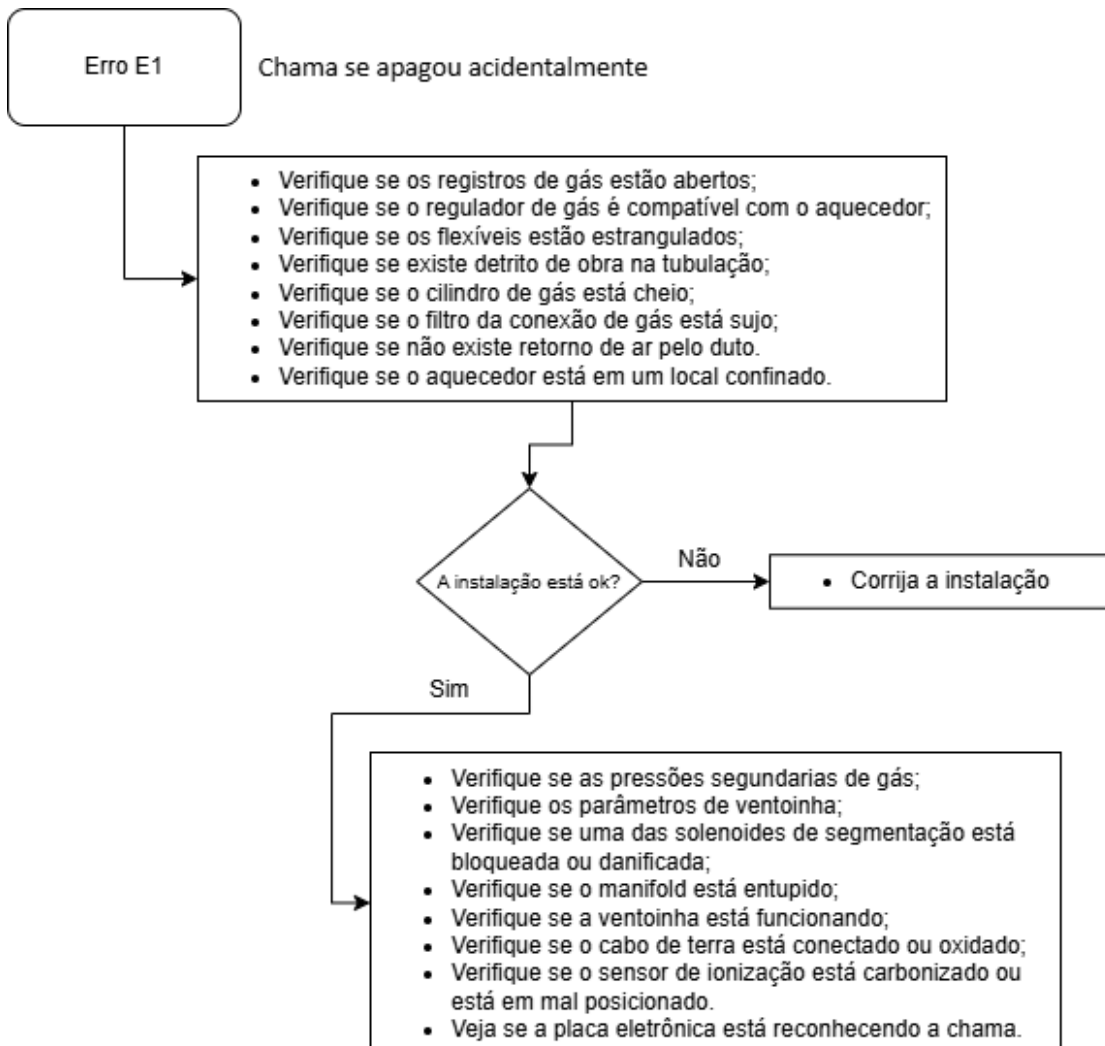 Erro E1
Chama se apagou acidentalmente
• Verifique se os registros de gás estão abertos;
• Verifique se o regulador de gás é compatível com o aquecedor;
• Verifique se os flexíveis estão estrangulados;
• Verifique se existe detrito de obra na tubulação;
• Verifique se o cilindro de gás está cheio;
• Verifique se o filtro da conexão de gás está sujo;
• Verifique se não existe retorno de ar pelo duto.
• Verifique se o aquecedor está em um local confinado.
A instalação está ok?
Não
• Corrija a instalação
Sim
• Verifique se as pressões segundarias de gás;
• Verifique os parâmetros de ventoinha;
• Verifique se uma das solenoides de segmentação está
bloqueada ou danificada;
• Verifique se o manifold está entupido;
• Verifique se a ventoinha está funcionando;
• Verifique se o cabo de terra está conectado ou oxidado;
• Verifique se o sensor de ionização está carbonizado ou
está em mal posicionado.
• Veja se a placa eletrônica está reconhecendo a chama.